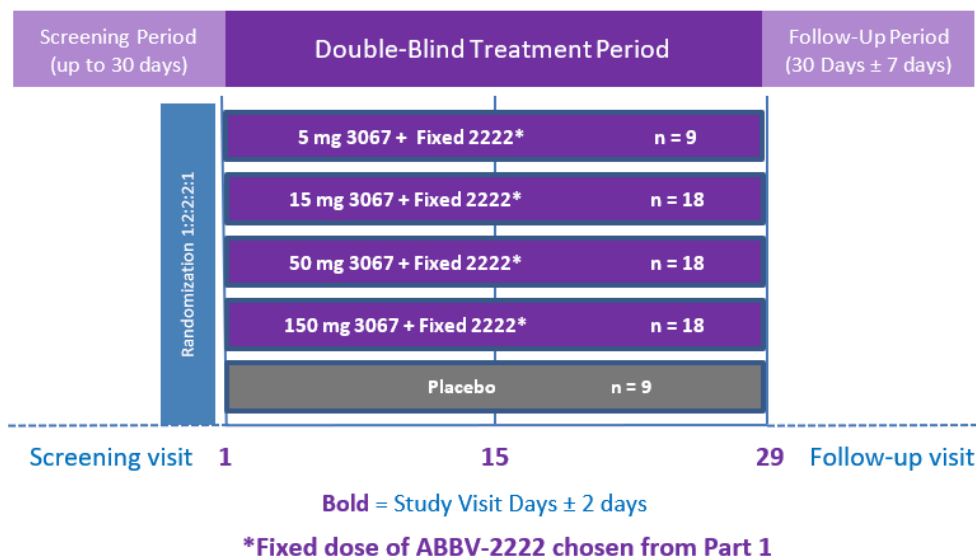 Screening Period
(up to 30 days)
Double-Blind Treatment Period
Follow-Up Period
(30 Days ± 7 days)
Randomization 1:2:2:2:1
5 mg 3067 + Fixed 2222* n = 9
15 mg 3067 + Fixed 2222* n = 18
50 mg 3067 + Fixed 2222* n = 18
150 mg 3067 + Fixed 2222* n = 18
Placebo n = 9
Screening visit 1 15 29 Follow-up visit
Bold = Study Visit Days ± 2 days
*Fixed dose of ABBV-2222 chosen from Part 1